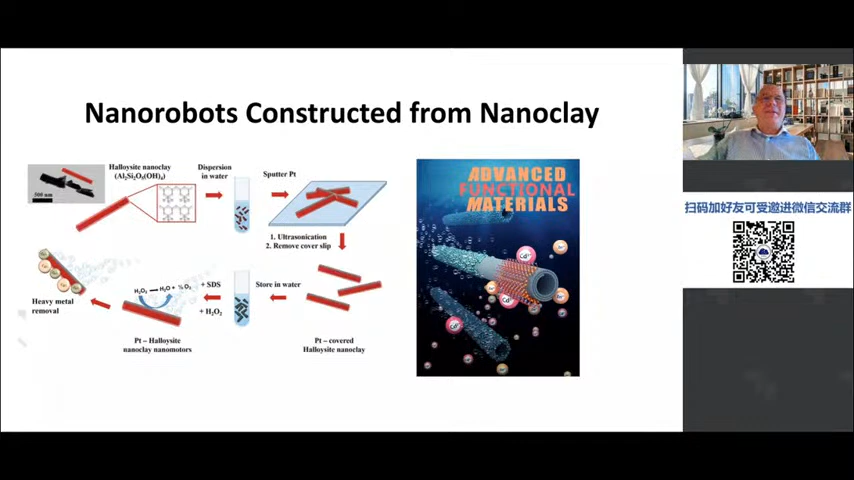 Nanorobots Constructed from Nanoclay
Halloysite nanoclay
(Al₂Si₂O₅(OH)₄)
500 nm
Dispersion
in water
Sputter Pt
1. Ultrasonication
2. Remove cover slip
Heavy metal
removal
H₂O₂ → H₂O + ½ O₂
+ SDS
+ H₂O₂
Store in water
Pt – Halloysite
nanoclay nanomotors
Pt – covered
Halloysite nanoclay
ADVANCED
FUNCTIONAL
MATERIALS
扫码加好友可受邀进微信交流群